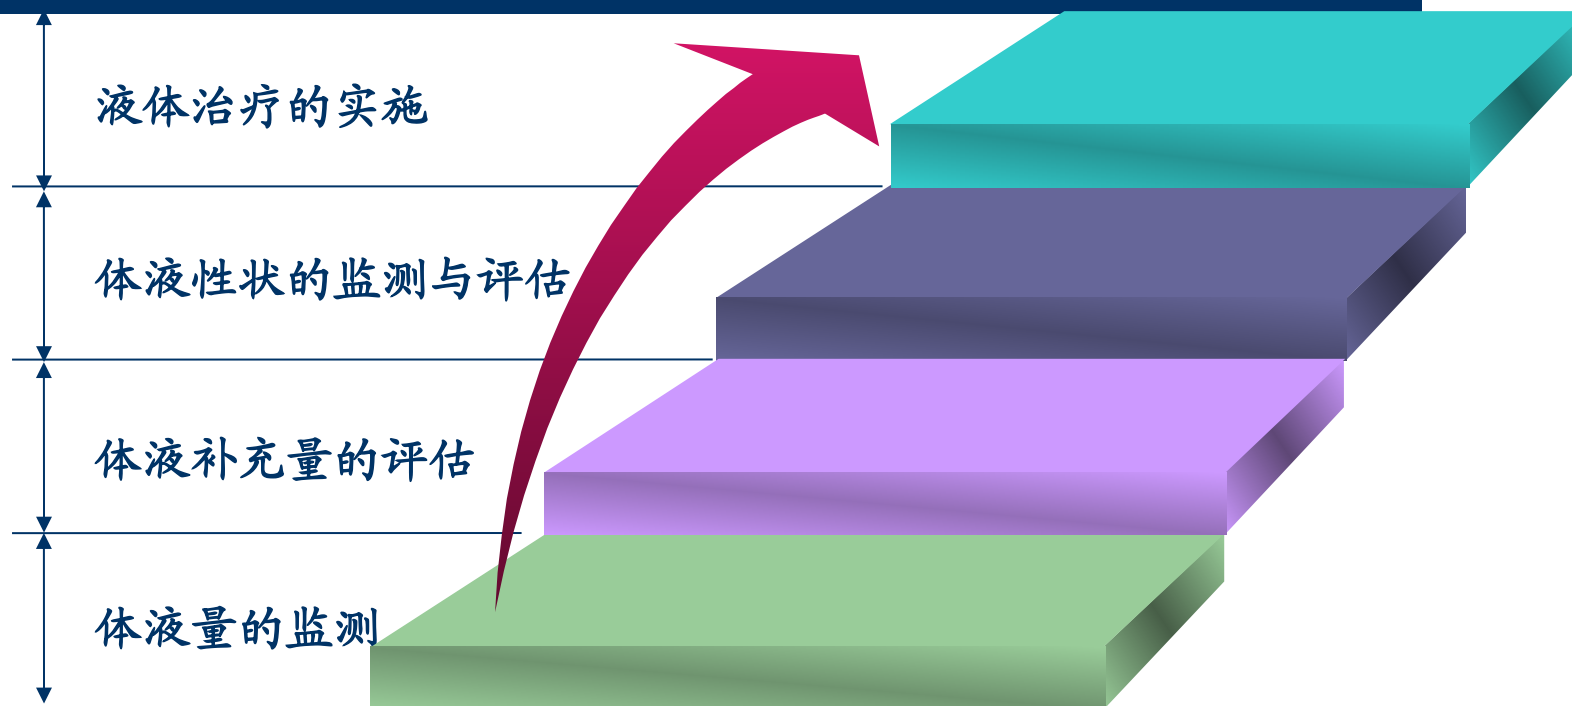 液体治疗的实施
体液性状的监测与评估
体液补充量的评估
体液量的监测